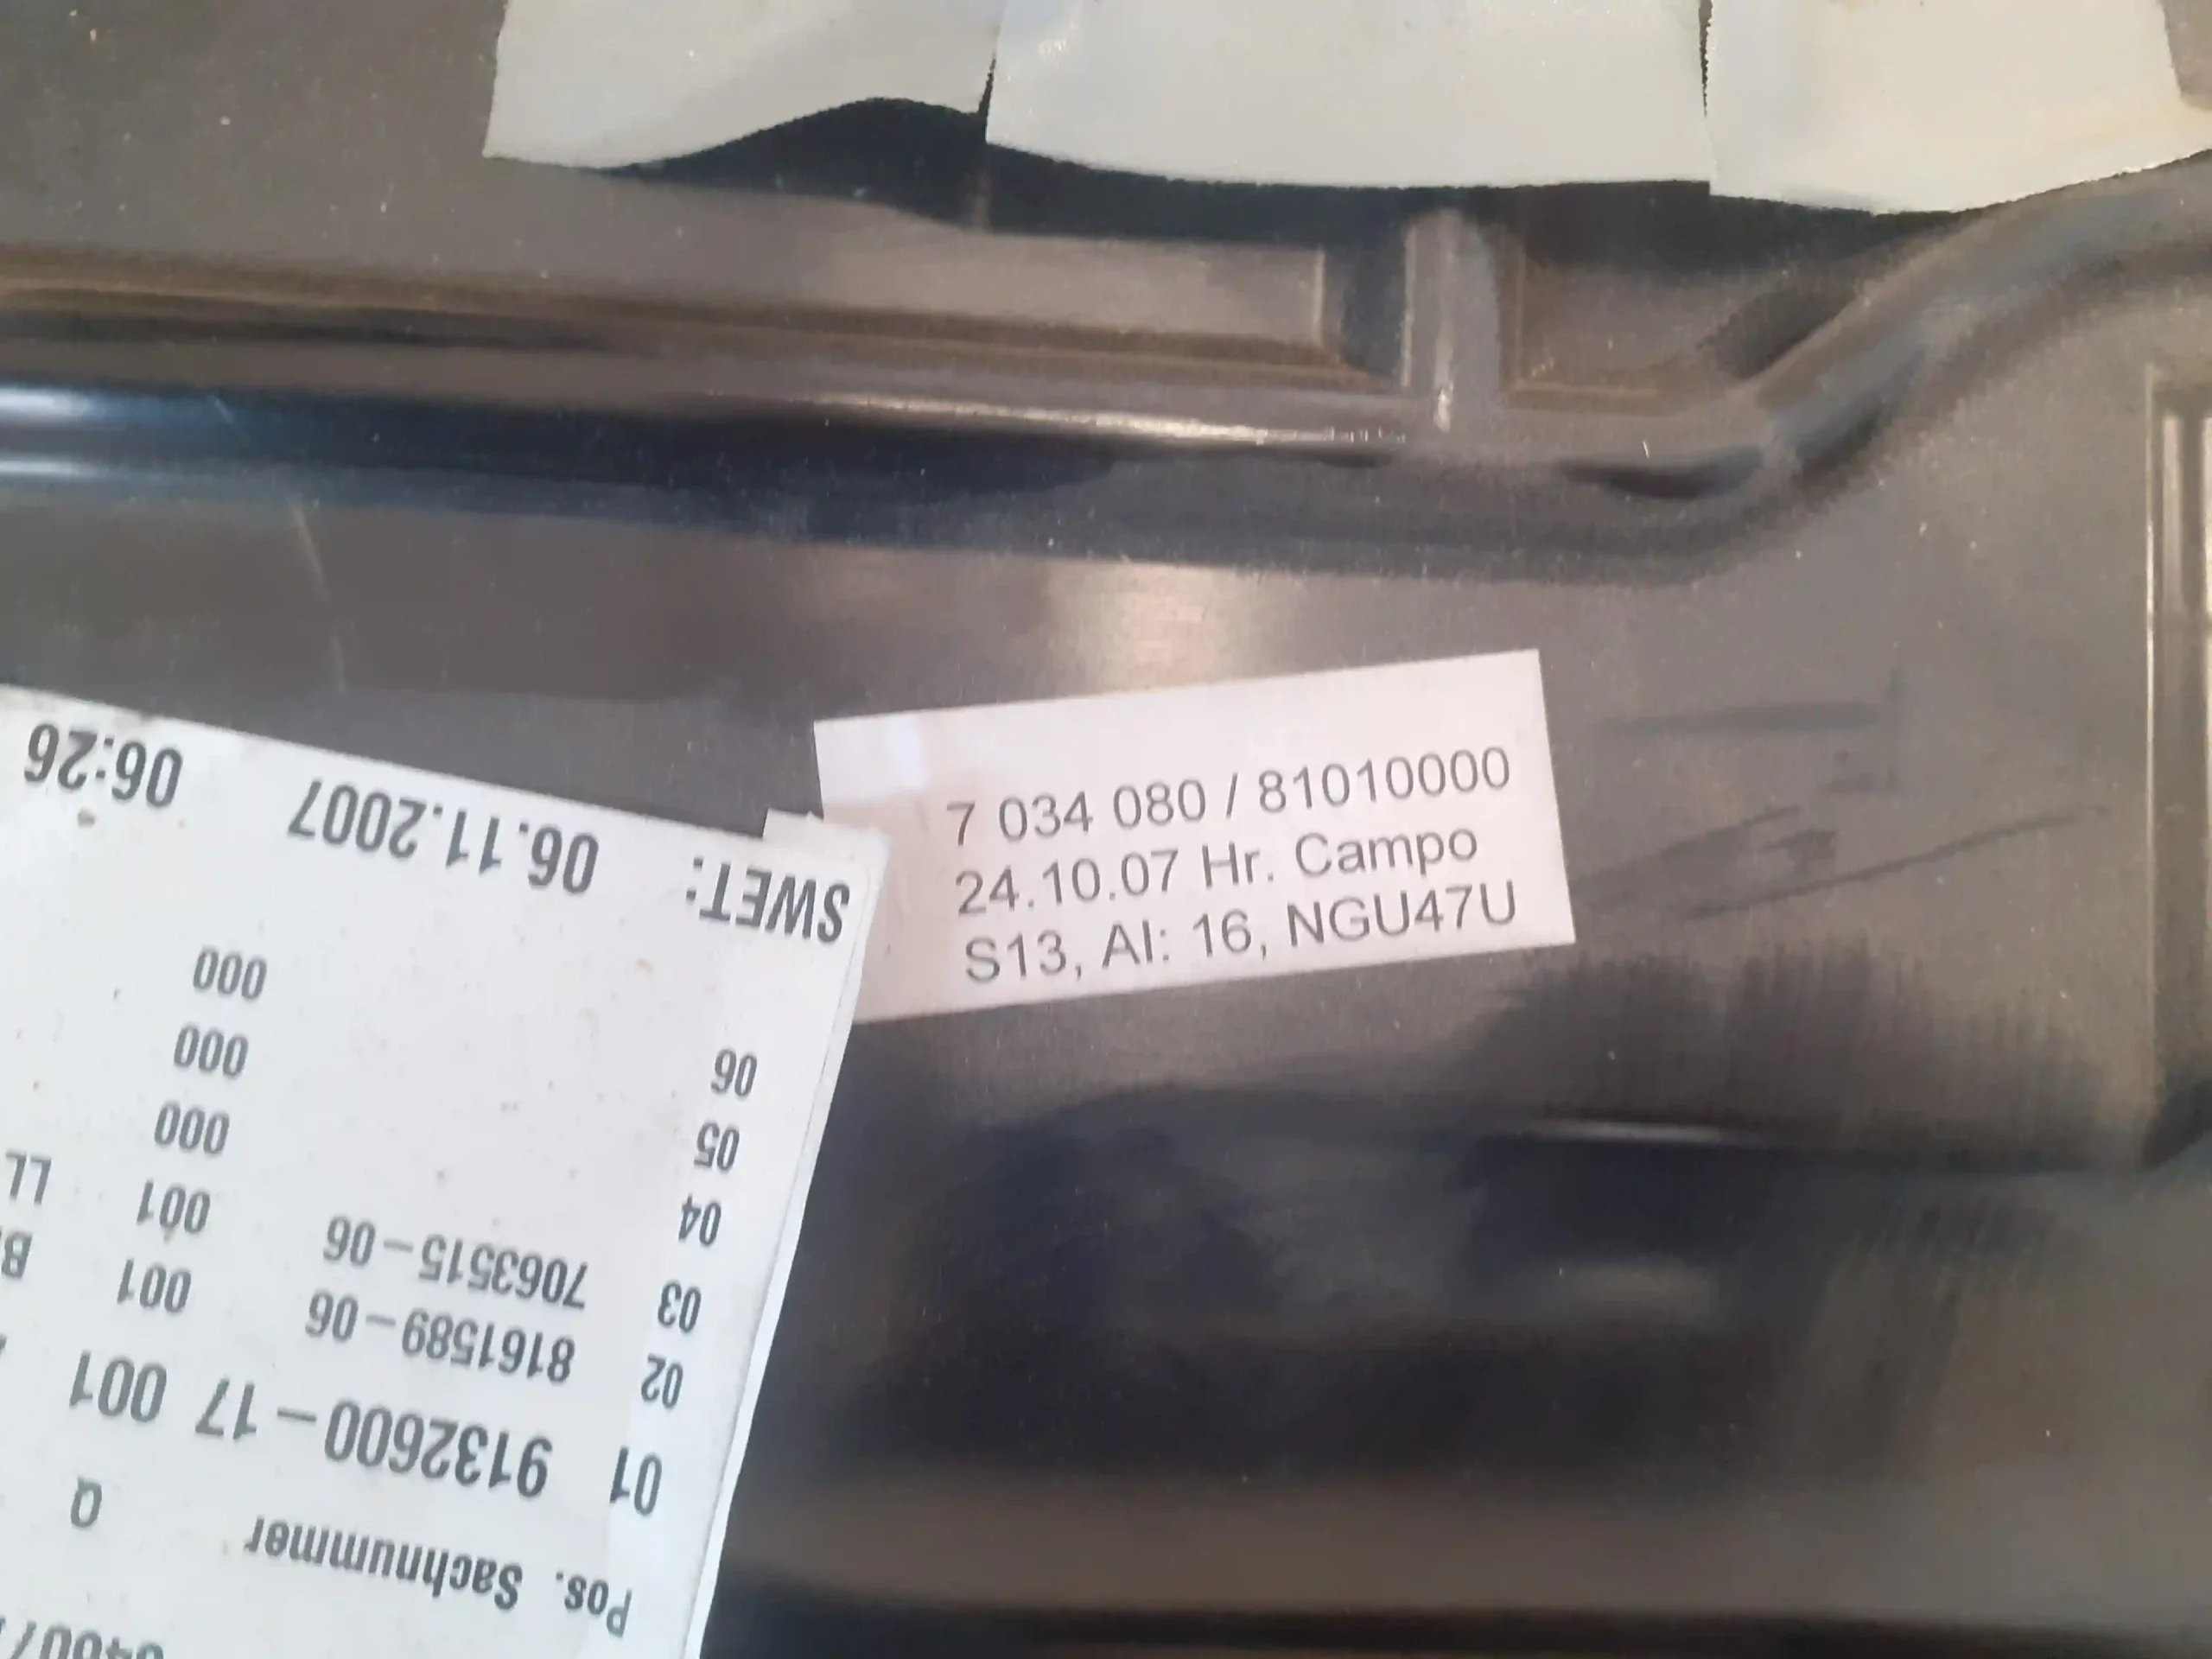 7 034 080 / 81010000
24.10.07 Hr. Campo
S13, AI: 16, NGU47U
Pos. Sachnummer Q
01 9132600-17 001
02 8161589-06 001
03 7063515-06 001 LL
04 000
05 000
06 000
SWET: 06.11.2007 06:26